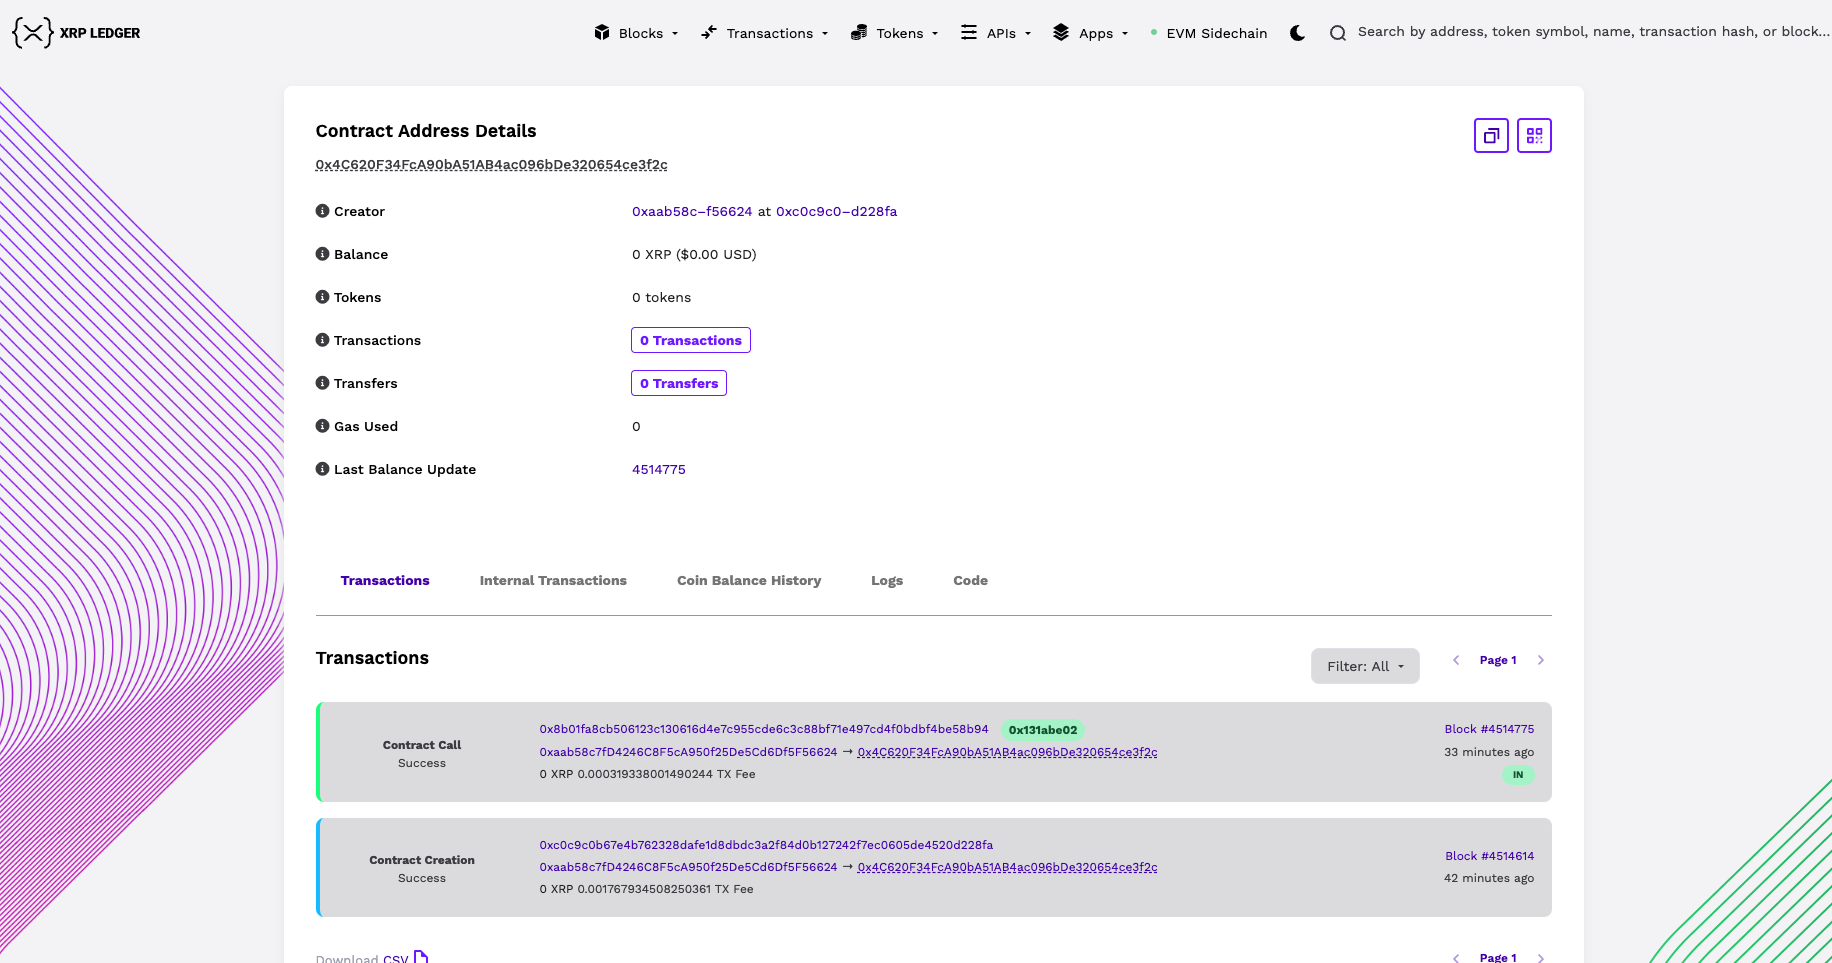 XRP LEDGER
Blocks
Transactions
Tokens
APIs
Apps
EVM Sidechain
Search by address, token symbol, name, transaction hash, or block...
Contract Address Details
0x4C620F34FcA90bA51AB4ac096bDe320654ce3f2c
Creator 0xaab58c–f56624 at 0xc0c9c0–d228fa
Balance 0 XRP ($0.00 USD)
Tokens 0 tokens
Transactions 0 Transactions
Transfers 0 Transfers
Gas Used 0
Last Balance Update 4514775
Transactions Internal Transactions Coin Balance History Logs Code
Transactions
Filter: All
Page 1
Contract Call
Success
0x8b01fa8cb506123c130616d4e7c955cde6c3c88bf71e497cd4f0bdbf4be58b94 0x131abe02
0xaab58c7fD4246C8F5cA950f25De5Cd6Df5F56624 → 0x4C620F34FcA90bA51AB4ac096bDe320654ce3f2c
0 XRP 0.000319338001490244 TX Fee
Block #4514775
33 minutes ago
IN
Contract Creation
Success
0xc0c9c0b67e4b762328dafe1d8dbdc3a2f84d0b127242f7ec0605de4520d228fa
0xaab58c7fD4246C8F5cA950f25De5Cd6Df5F56624 → 0x4C620F34FcA90bA51AB4ac096bDe320654ce3f2c
0 XRP 0.001767934508250361 TX Fee
Block #4514614
42 minutes ago
Download CSV
Page 1